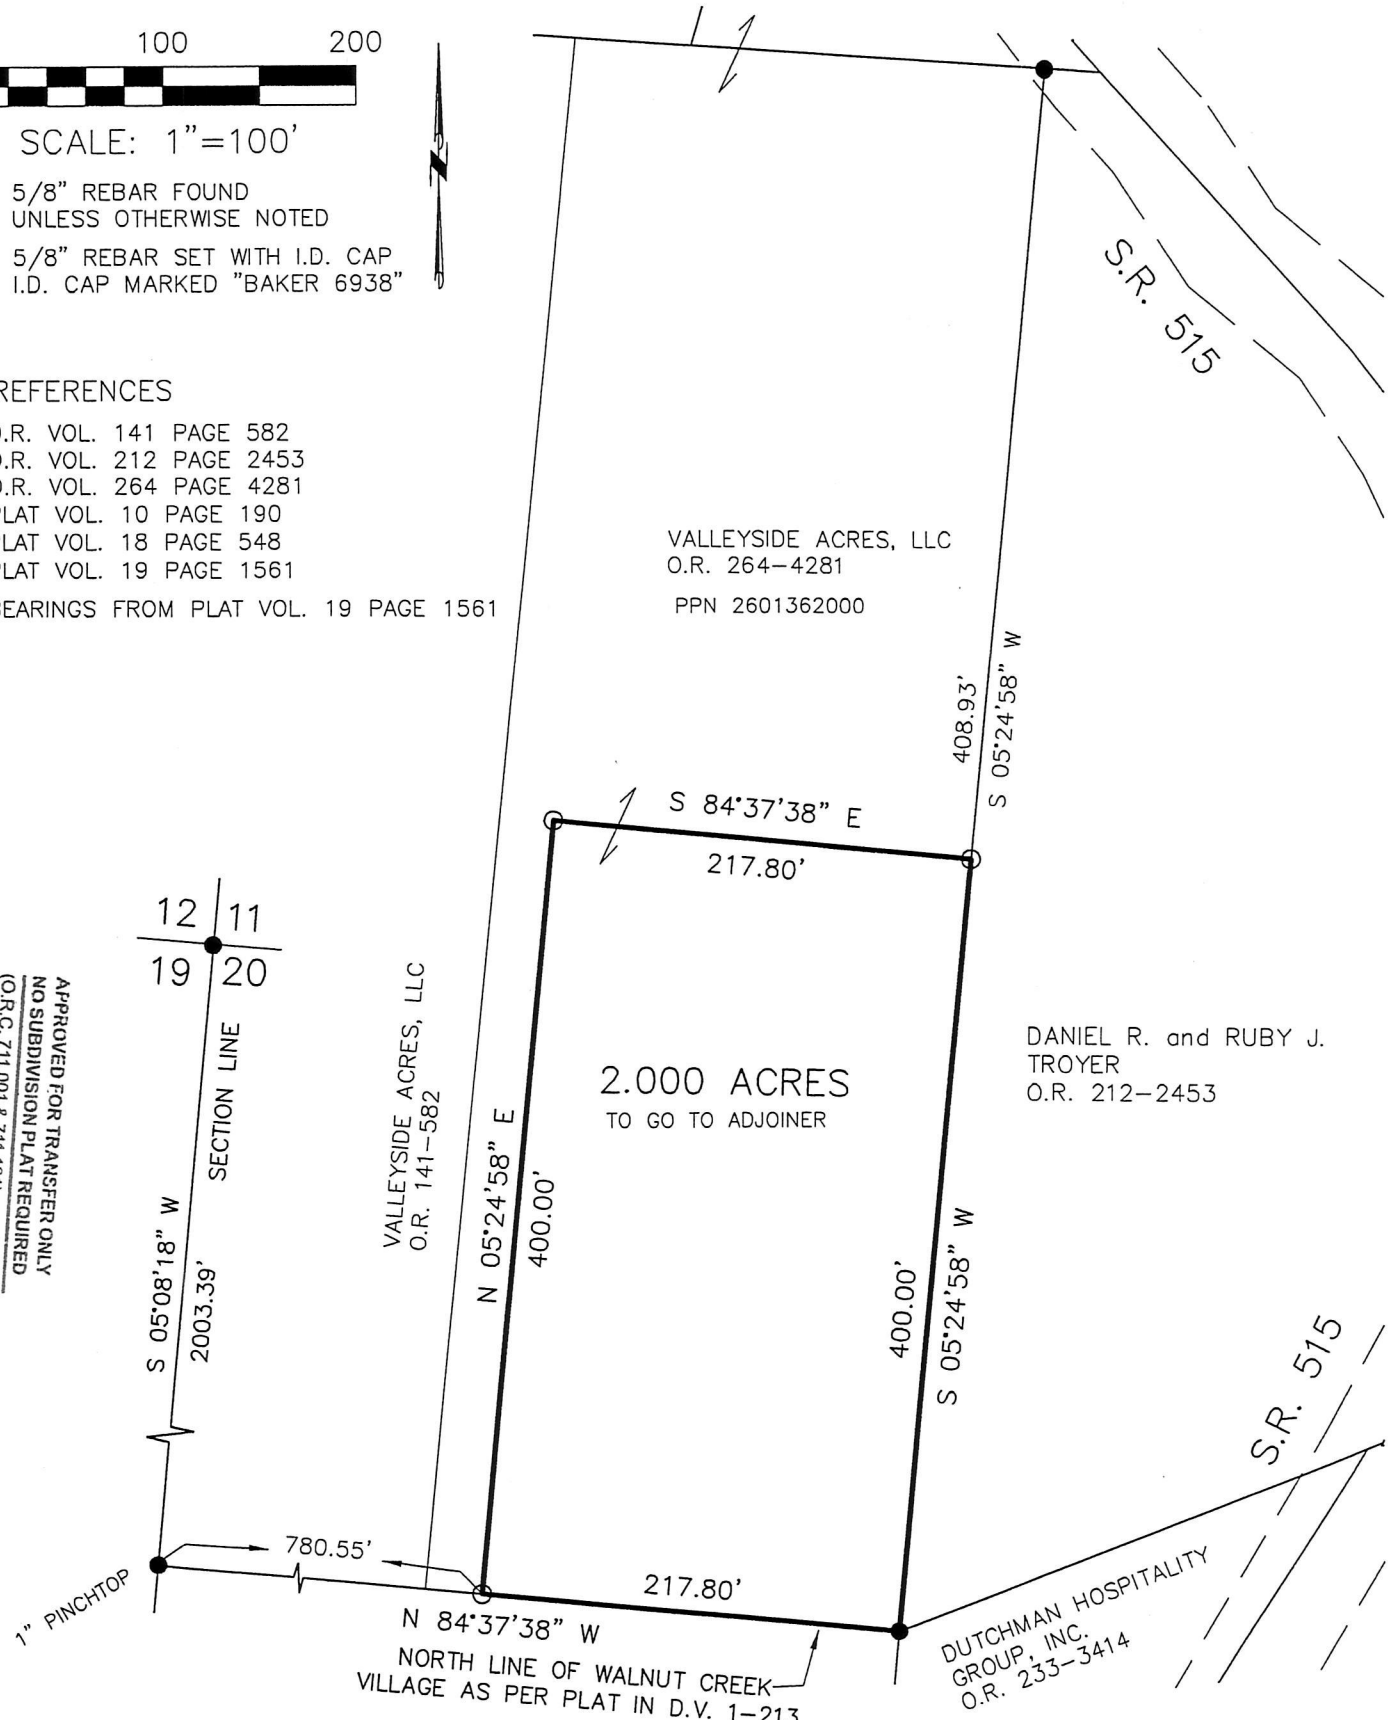 100 200
SCALE: 1"=100'
5/8" REBAR FOUND
UNLESS OTHERWISE NOTED
5/8" REBAR SET WITH I.D. CAP
I.D. CAP MARKED "BAKER 6938"
N
REFERENCES
O.R. VOL. 141 PAGE 582
O.R. VOL. 212 PAGE 2453
O.R. VOL. 264 PAGE 4281
PLAT VOL. 10 PAGE 190
PLAT VOL. 18 PAGE 548
PLAT VOL. 19 PAGE 1561
BEARINGS FROM PLAT VOL. 19 PAGE 1561
S.R. 515
VALLEYSIDE ACRES, LLC
O.R. 264-4281
PPN 2601362000
408.93'
S 05°24'58" W
S 84°37'38" E
217.80'
12 11
19 20
SECTION LINE
S 05°08'18" W
2003.39'
APPROVED FOR TRANSFER ONLY
NO SUBDIVISION PLAT REQUIRED
VALLEYSIDE ACRES, LLC
O.R. 141-582
N 05°24'58" E
400.00'
2.000 ACRES
TO GO TO ADJOINER
400.00'
S 05°24'58" W
DANIEL R. and RUBY J.
TROYER
O.R. 212-2453
S.R. 515
1" PINCHTOP
780.55'
217.80'
N 84°37'38" W
NORTH LINE OF WALNUT CREEK
VILLAGE AS PER PLAT IN D.V. 1-213
DUTCHMAN HOSPITALITY
GROUP, INC.
O.R. 233-3414